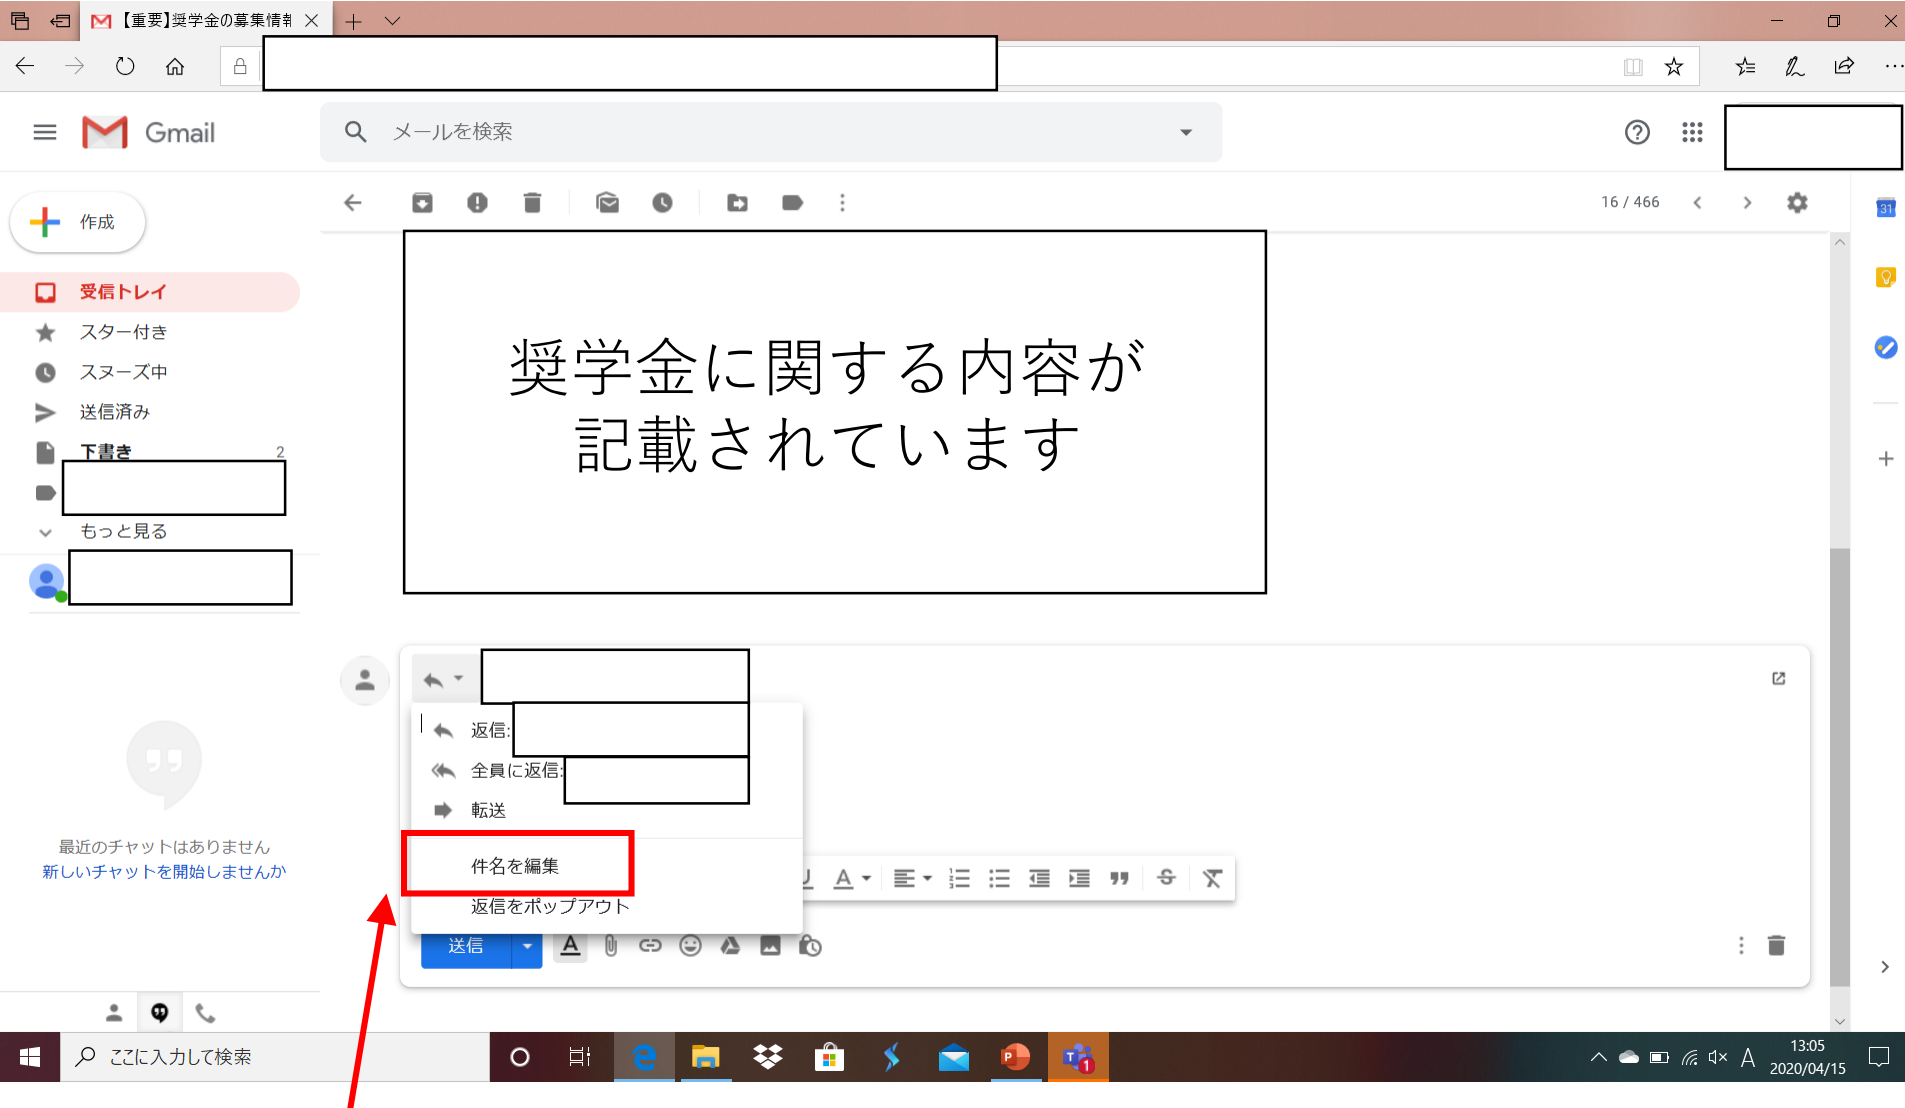 【重要】奨学金の募集情報
Gmail
メールを検索
作成
16 / 466
31
受信トレイ
スター付き
スヌーズ中
送信済み
下書き 2
もっと見る
奨学金に関する内容が
記載されています
返信:
全員に返信:
転送
件名を編集
返信をポップアウト
送信
最近のチャットはありません
新しいチャットを開始しませんか
ここに入力して検索
1
A
13:05
2020/04/15